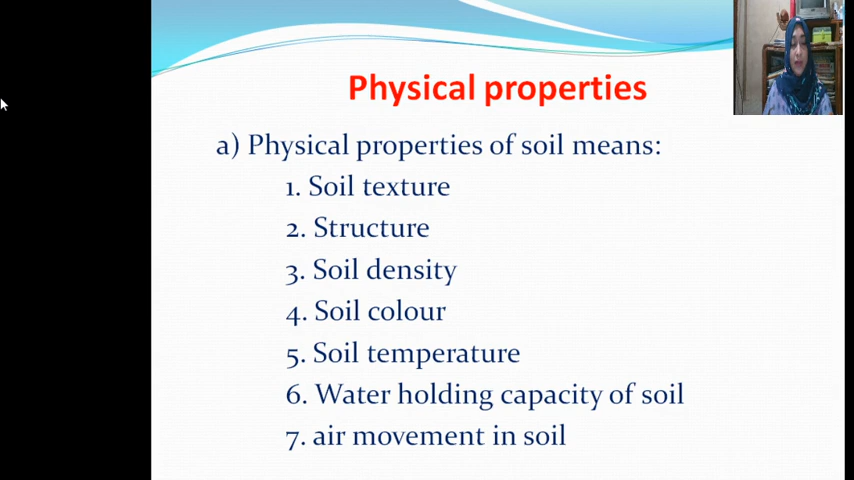 Physical properties
a) Physical properties of soil means:
1. Soil texture
2. Structure
3. Soil density
4. Soil colour
5. Soil temperature
6. Water holding capacity of soil
7. air movement in soil